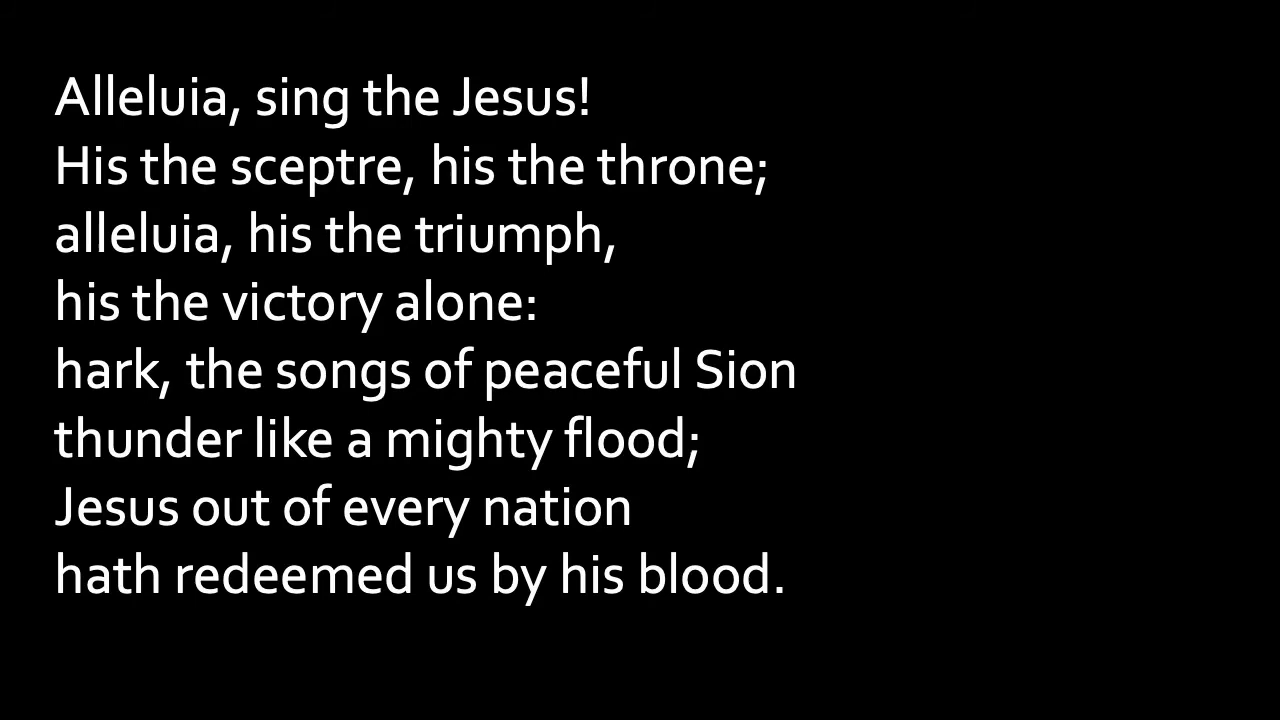 Alleluia, sing the Jesus!
His the sceptre, his the throne;
alleluia, his the triumph,
his the victory alone:
hark, the songs of peaceful Sion
thunder like a mighty flood;
Jesus out of every nation
hath redeemed us by his blood.